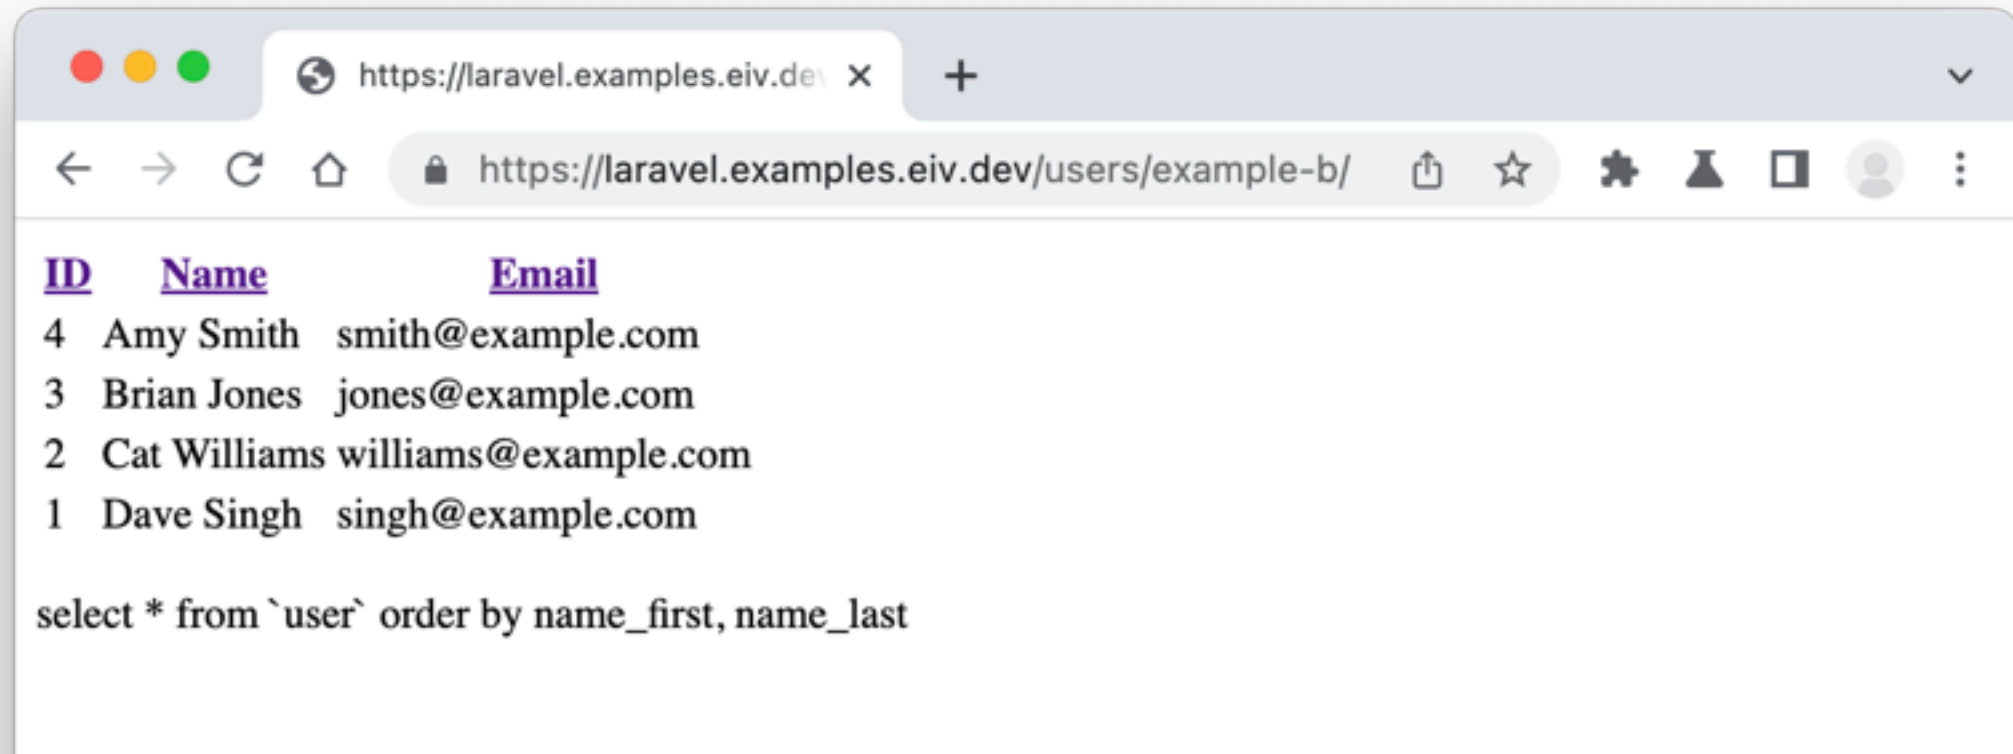 https://laravel.examples.eiv.de
https://laravel.examples.eiv.dev/users/example-b/
ID Name Email
4 Amy Smith smith@example.com
3 Brian Jones jones@example.com
2 Cat Williams williams@example.com
1 Dave Singh singh@example.com
select * from `user` order by name_first, name_last